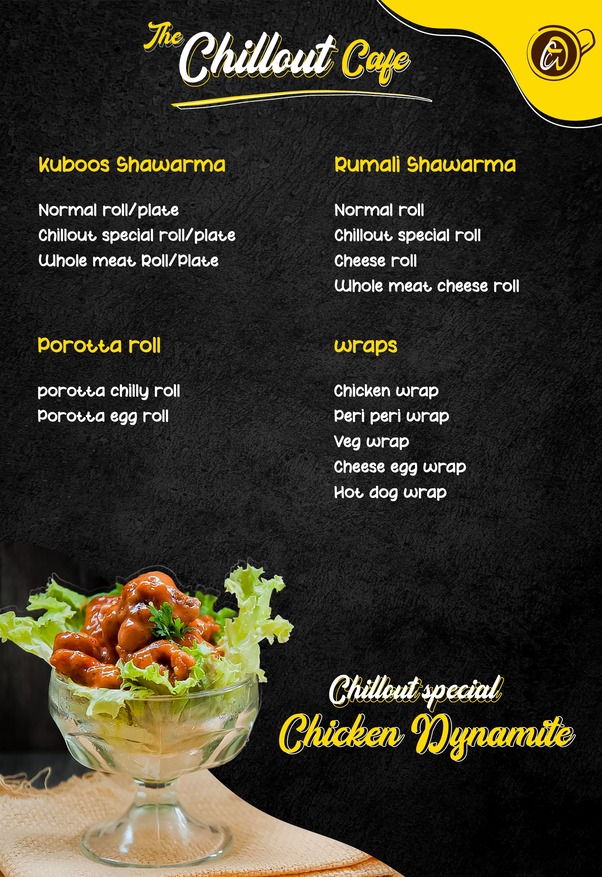 The Chillout Cafe
Kuboos Shawarma
Normal roll/plate
Chillout special roll/plate
Whole meat Roll/Plate
Rumali Shawarma
Normal roll
Chillout special roll
Cheese roll
Whole meat cheese roll
Porotta roll
porotta chilly roll
Porotta egg roll
wraps
Chicken wrap
Peri peri wrap
Veg wrap
Cheese egg wrap
Hot dog wrap
Chillout special
Chicken Dynamite